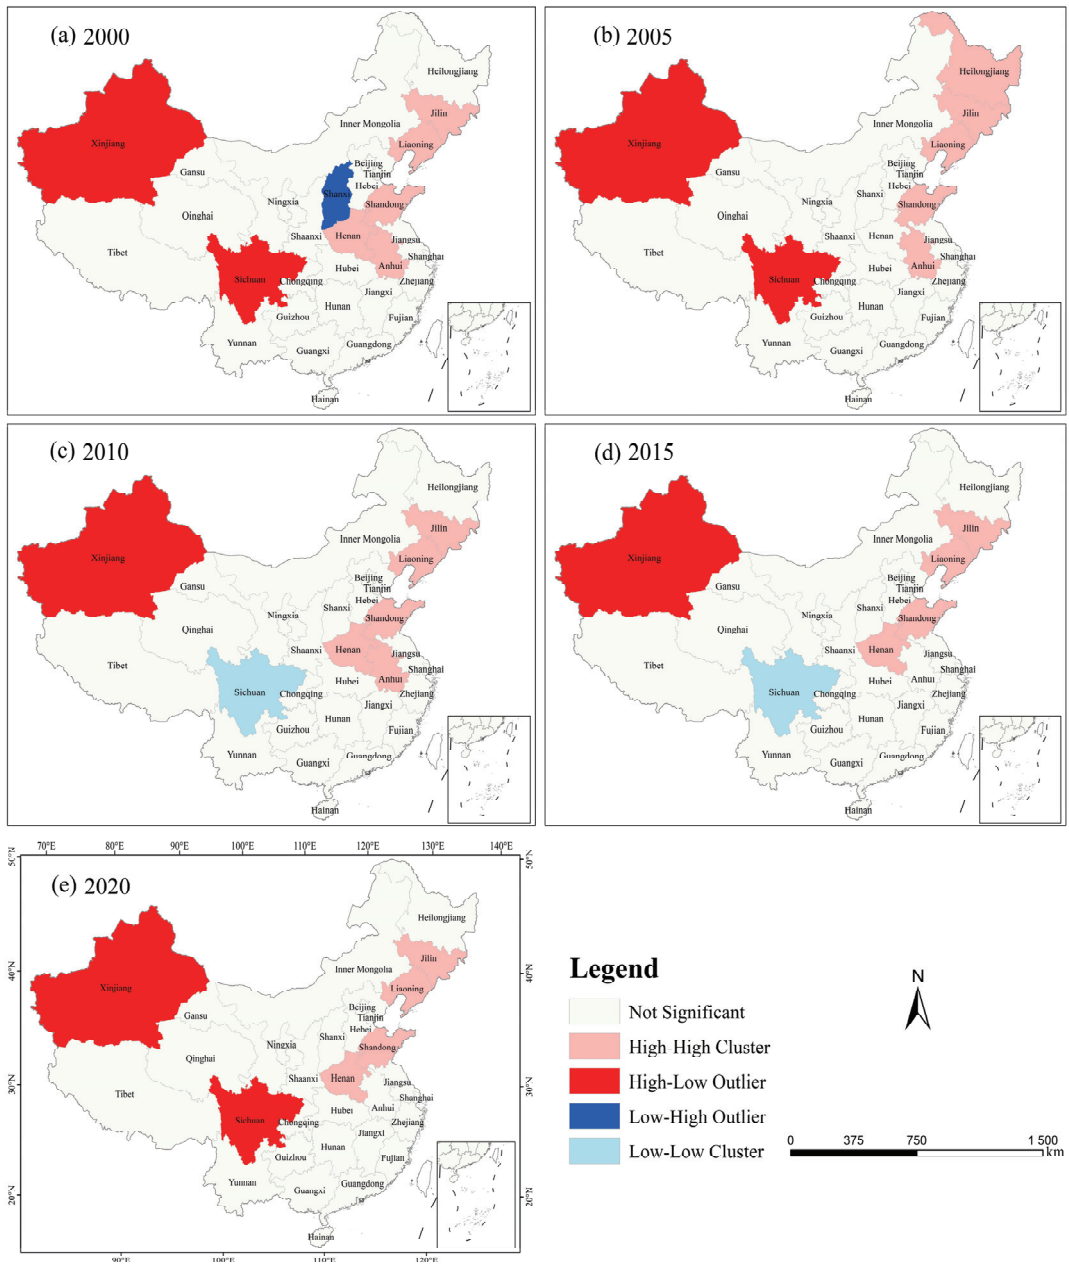 (a) 2000
Heilongjiang
Jilin
Inner Mongolia
Liaoning
Xinjiang
Beijing
Tianjin
Gansu
Hebei
Shanxi
Ningxia
Shandong
Qinghai
Shaanxi
Henan
Jiangsu
Tibet
Shanghai
Hubei
Anhui
Sichuan
Chongqing
Zhejiang
Jiangxi
Hunan
Guizhou
Fujian
Yunnan
Guangxi
Guangdong
Hainan
(b) 2005
Heilongjiang
Jilin
Inner Mongolia
Liaoning
Xinjiang
Beijing
Tianjin
Gansu
Hebei
Shanxi
Ningxia
Shandong
Qinghai
Shaanxi
Henan
Jiangsu
Tibet
Shanghai
Hubei
Anhui
Sichuan
Chongqing
Zhejiang
Jiangxi
Hunan
Guizhou
Fujian
Yunnan
Guangxi
Guangdong
Hainan
(c) 2010
Heilongjiang
Jilin
Inner Mongolia
Liaoning
Xinjiang
Beijing
Tianjin
Gansu
Hebei
Shanxi
Ningxia
Shandong
Qinghai
Shaanxi
Henan
Jiangsu
Tibet
Shanghai
Hubei
Anhui
Sichuan
Chongqing
Zhejiang
Jiangxi
Hunan
Guizhou
Fujian
Yunnan
Guangxi
Guangdong
Hainan
(d) 2015
Heilongjiang
Jilin
Inner Mongolia
Liaoning
Xinjiang
Beijing
Tianjin
Gansu
Hebei
Shanxi
Ningxia
Shandong
Qinghai
Shaanxi
Henan
Jiangsu
Tibet
Shanghai
Hubei
Anhui
Sichuan
Chongqing
Zhejiang
Jiangxi
Hunan
Guizhou
Fujian
Yunnan
Guangxi
Guangdong
Hainan
70°E 80°E 90°E 100°E 110°E 120°E 130°E 140°E
50°N 50°N
(e) 2020
Heilongjiang
Jilin
Inner Mongolia
40°N 40°N
Liaoning
Xinjiang
Beijing
Tianjin
Gansu
Hebei
Shanxi
Ningxia
Shandong
Qinghai
Shaanxi
Henan
Jiangsu
30°N 30°N
Tibet
Shanghai
Hubei
Anhui
Sichuan
Chongqing
Zhejiang
Jiangxi
Hunan
Guizhou
Fujian
Yunnan
Guangxi
Guangdong
20°N 20°N
Hainan
90°E 100°E 110°E 120°E
Legend
Not Significant
High-High Cluster
High-Low Outlier
Low-High Outlier
Low-Low Cluster
N
0 375 750 1 500
km